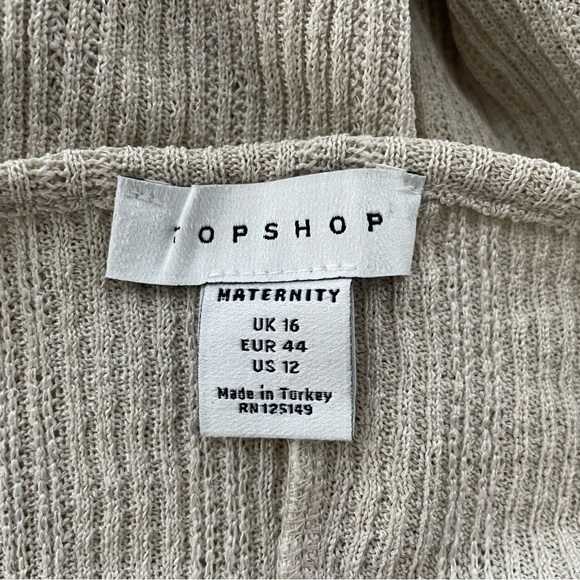 TOPSHOP
MATERNITY
UK 16
EUR 44
US 12
Made in Turkey
RN125149